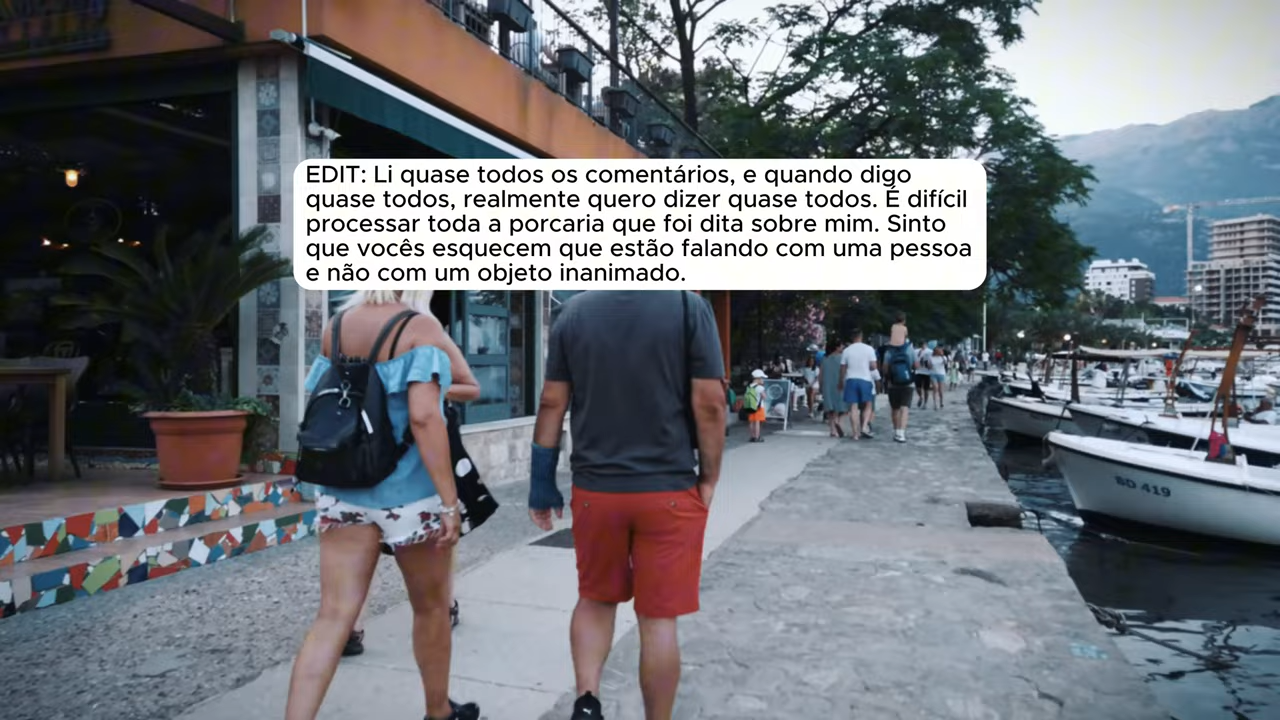 EDIT: Li quase todos os comentários, e quando digo
quase todos, realmente quero dizer quase todos. É difícil
processar toda a porcaria que foi dita sobre mim. Sinto
que vocês esquecem que estão falando com uma pessoa
e não com um objeto inanimado.
BD 419